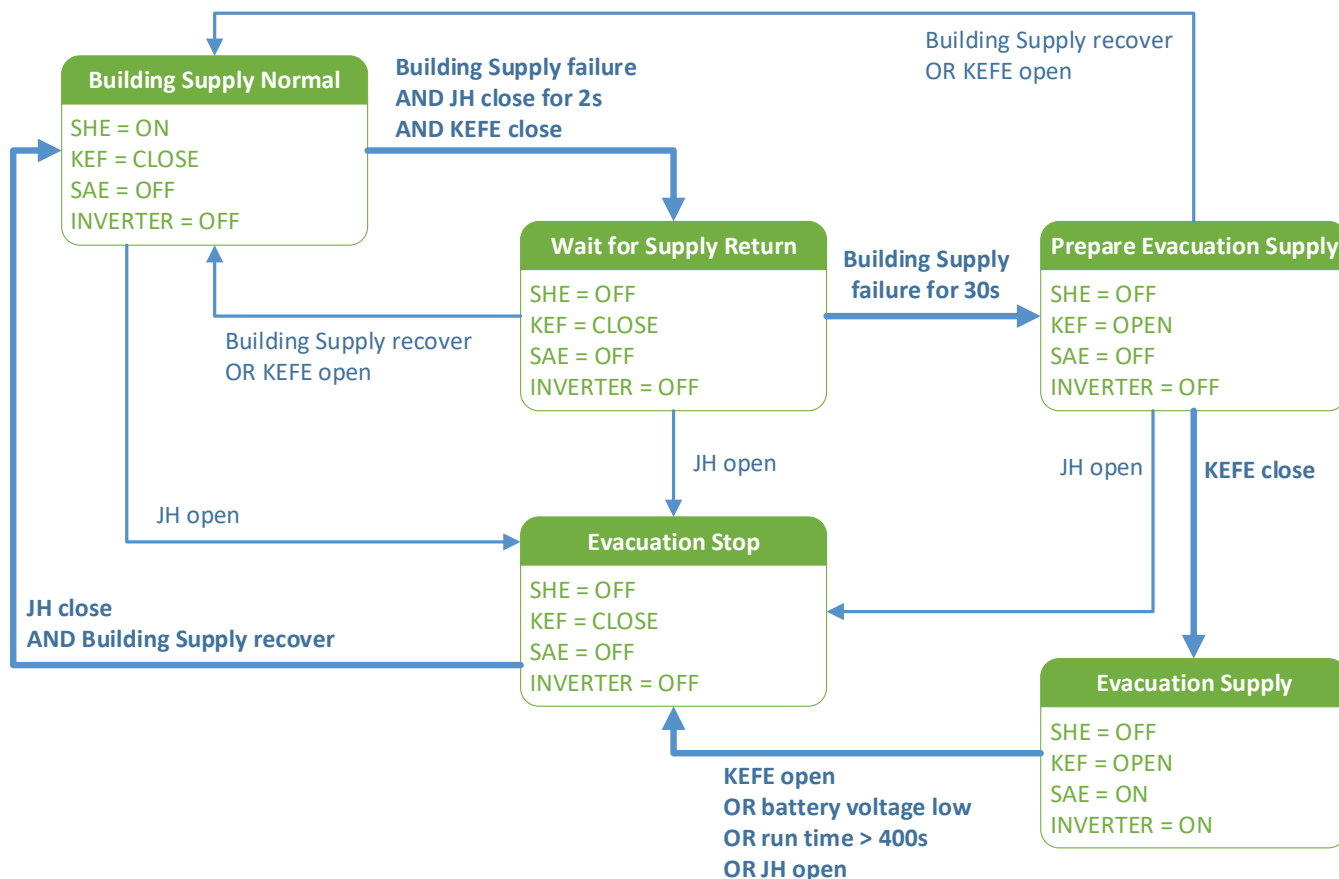 Building Supply recover
OR KEFE open
Building Supply Normal
SHE = ON
KEF = CLOSE
SAE = OFF
INVERTER = OFF
Building Supply failure
AND JH close for 2s
AND KEFE close
Wait for Supply Return
SHE = OFF
KEF = CLOSE
SAE = OFF
INVERTER = OFF
Building Supply
failure for 30s
Prepare Evacuation Supply
SHE = OFF
KEF = OPEN
SAE = OFF
INVERTER = OFF
Building Supply recover
OR KEFE open
JH open
JH open
JH open
KEFE close
Evacuation Stop
SHE = OFF
KEF = CLOSE
SAE = OFF
INVERTER = OFF
JH close
AND Building Supply recover
Evacuation Supply
SHE = OFF
KEF = OPEN
SAE = ON
INVERTER = ON
KEFE open
OR battery voltage low
OR run time > 400s
OR JH open